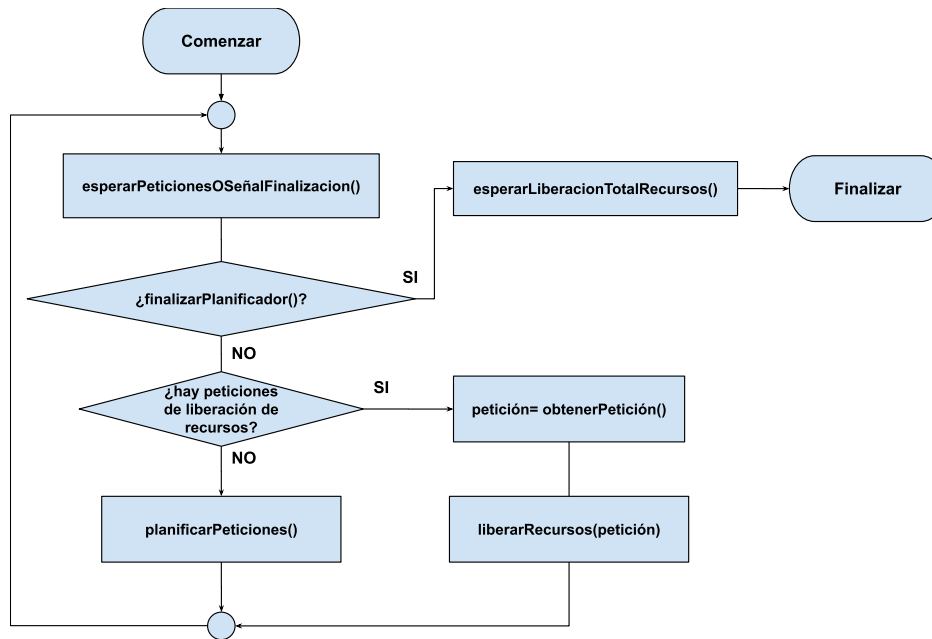 Comenzar
esperarPeticionesOSeñalFinalizacion()
esperarLiberacionTotalRecursos()
Finalizar
SI
¿finalizarPlanificador()?
NO
¿hay peticiones
de liberación de
recursos?
SI
petición= obtenerPetición()
NO
planificarPeticiones()
liberarRecursos(petición)